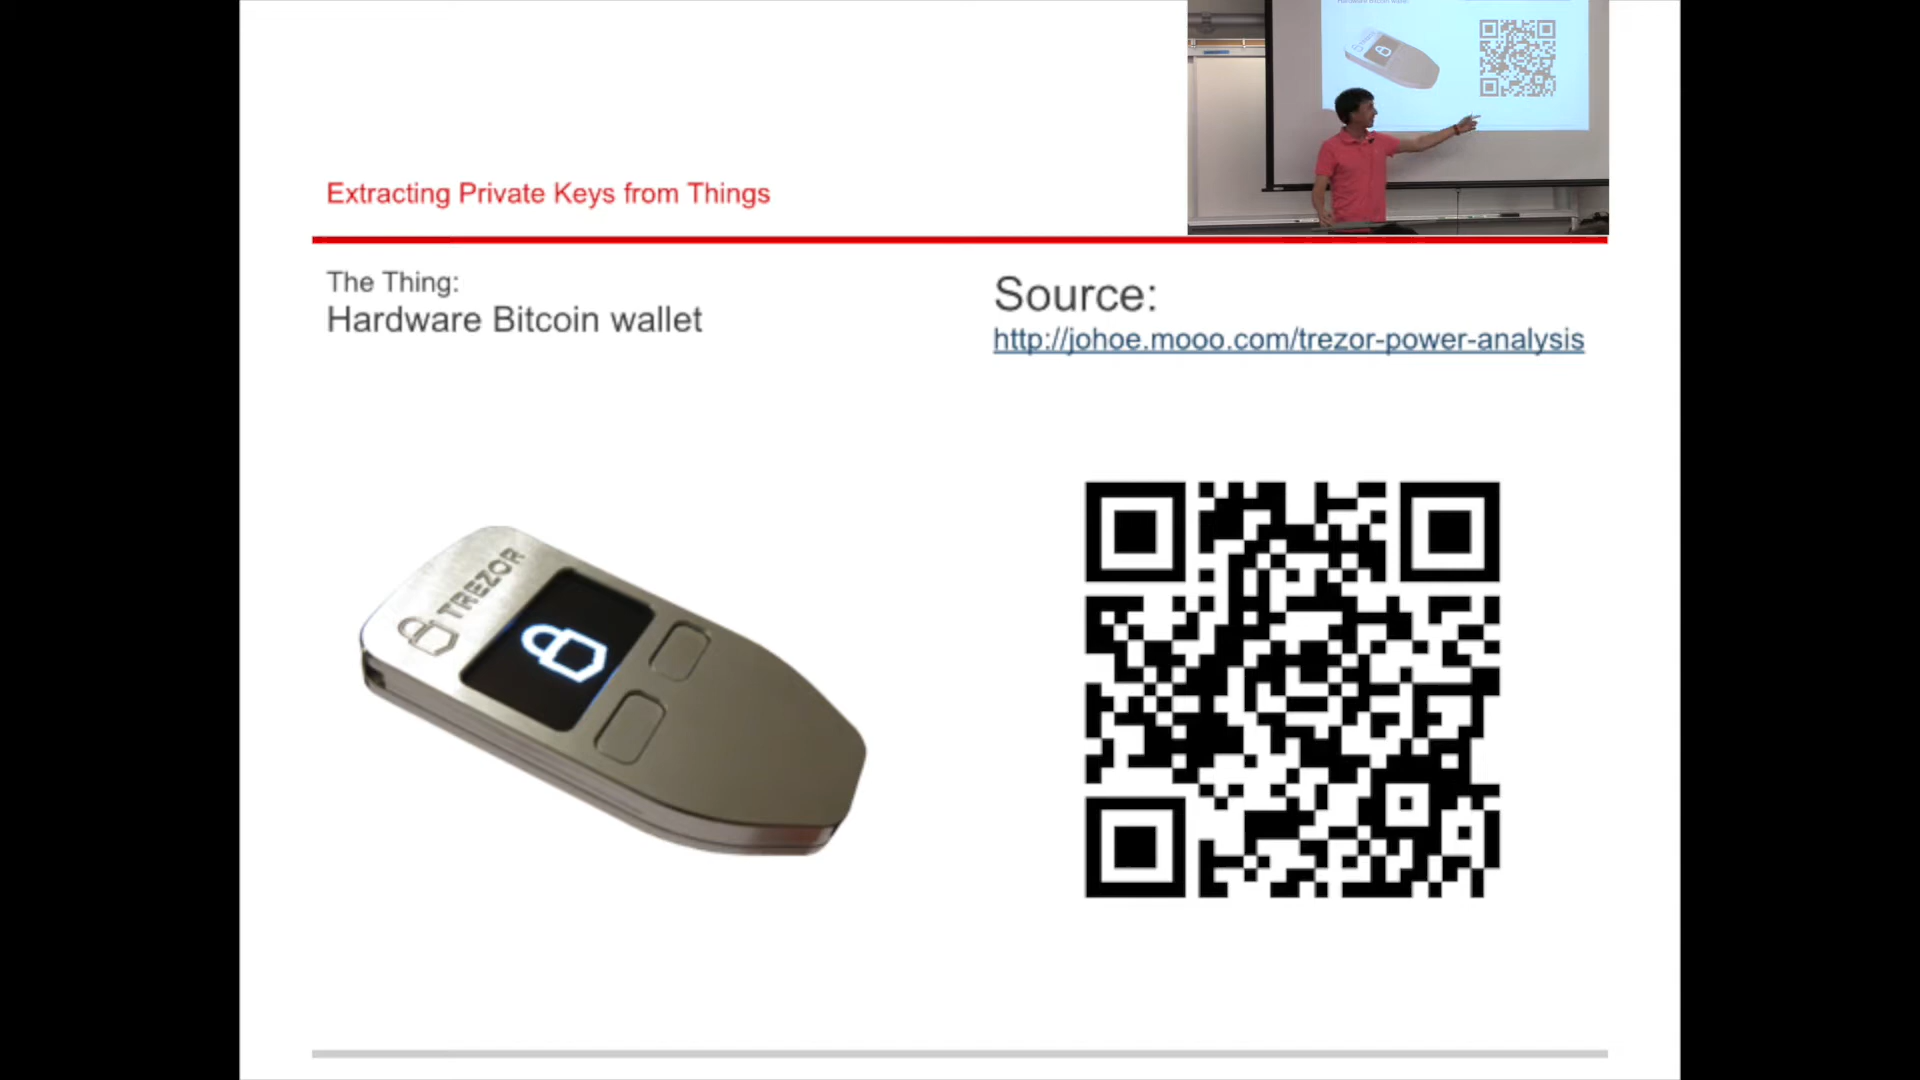 Extracting Private Keys from Things
The Thing:
Hardware Bitcoin wallet
Source:
http://johoe.mooo.com/trezor-power-analysis
TREZOR